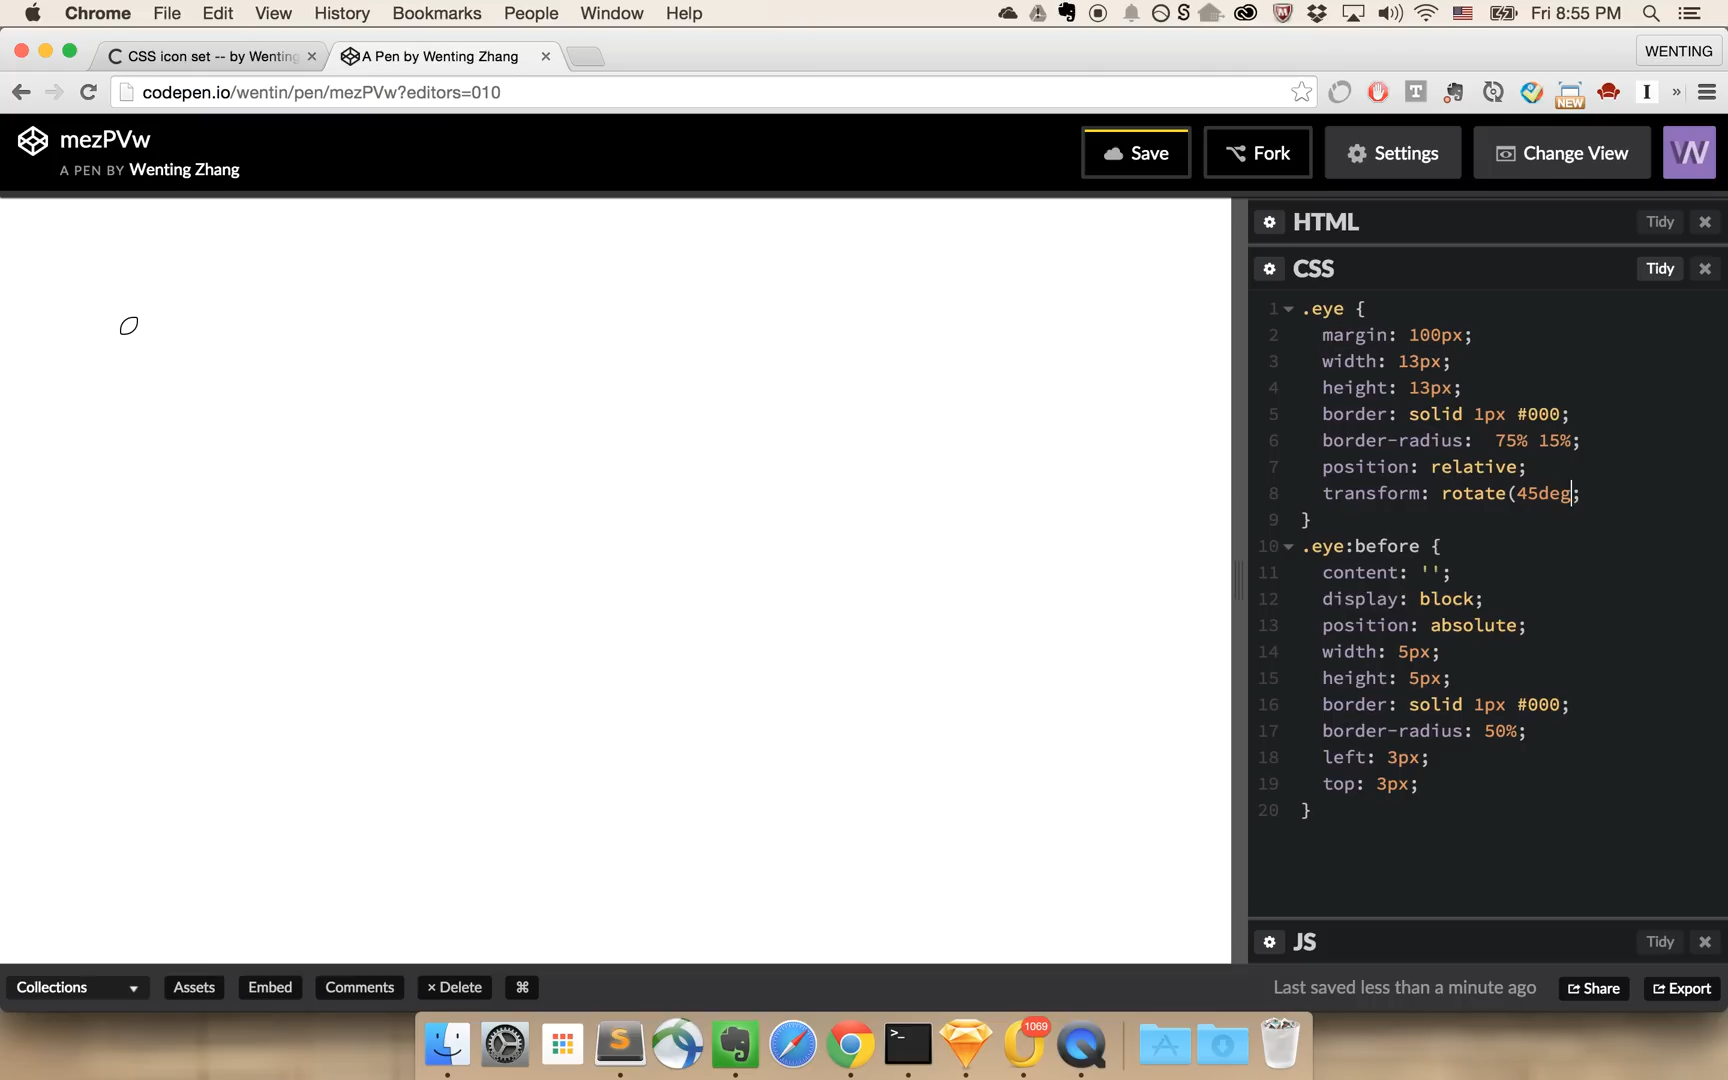 Chrome File Edit View History Bookmarks People Window Help Fri 8:55 PM
CSS icon set -- by Wenting
A Pen by Wenting Zhang
WENTING
codepen.io/wentin/pen/mezPVw?editors=010
NEW
mezPVw
A PEN BY Wenting Zhang
Save
Fork
Settings
Change View
HTML
Tidy
CSS
Tidy
1 .eye {
2 margin: 100px;
3 width: 13px;
4 height: 13px;
5 border: solid 1px #000;
6 border-radius:  75% 15%;
7 position: relative;
8 transform: rotate(45deg;
9 }
10 .eye:before {
11 content: '';
12 display: block;
13 position: absolute;
14 width: 5px;
15 height: 5px;
16 border: solid 1px #000;
17 border-radius: 50%;
18 left: 3px;
19 top: 3px;
20 }
JS
Tidy
Collections
Assets
Embed
Comments
× Delete
⌘
Last saved less than a minute ago
Share
Export
1069